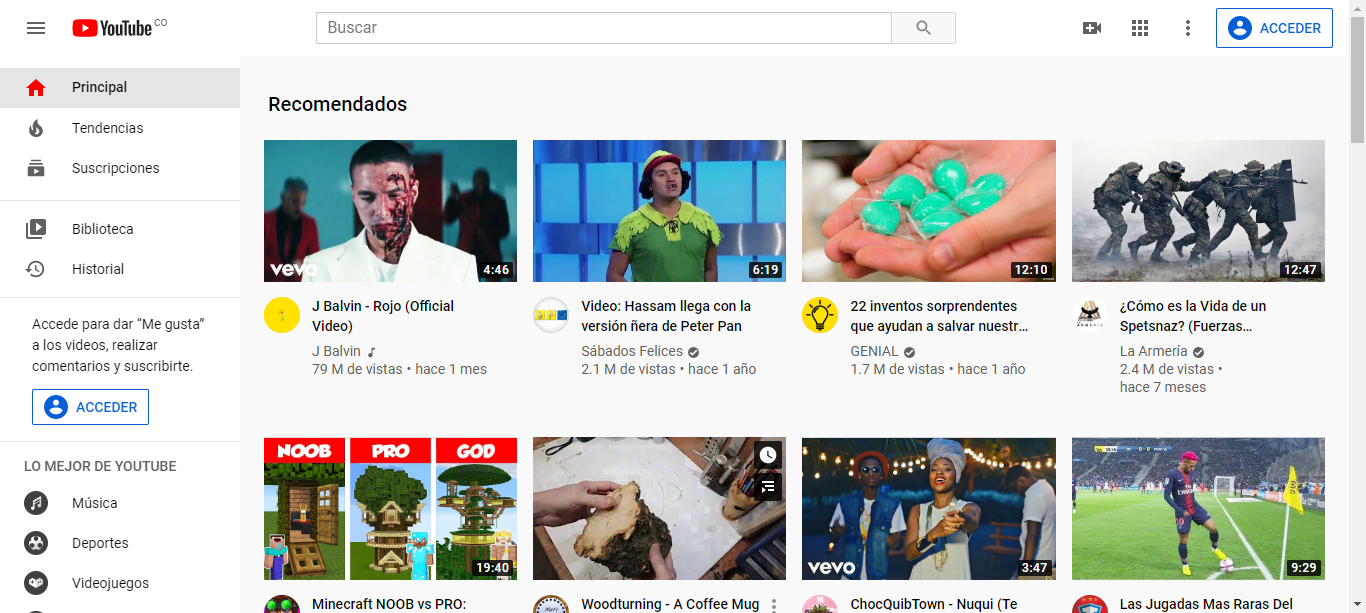 YouTube CO
Buscar
ACCEDER
Principal
Tendencias
Suscripciones
Biblioteca
Historial
Accede para dar “Me gusta”
a los videos, realizar
comentarios y suscribirte.
ACCEDER
LO MEJOR DE YOUTUBE
Música
Deportes
Videojuegos
Recomendados
vevo
4:46
J Balvin - Rojo (Official
Video)
J Balvin
79 M de vistas • hace 1 mes
6:19
Video: Hassam llega con la
versión ñera de Peter Pan
Sábados Felices
2.1 M de vistas • hace 1 año
12:10
22 inventos sorprendentes
que ayudan a salvar nuestr...
GENIAL
1.7 M de vistas • hace 1 año
12:47
¿Cómo es la Vida de un
Spetsnaz? (Fuerzas...
La Armería
2.4 M de vistas •
hace 7 meses
NOOB PRO GOD
19:40
Minecraft NOOB vs PRO:
Woodturning - A Coffee Mug
vevo
3:47
ChocQuibTown - Nuqui (Te
9:29
Las Jugadas Mas Raras Del